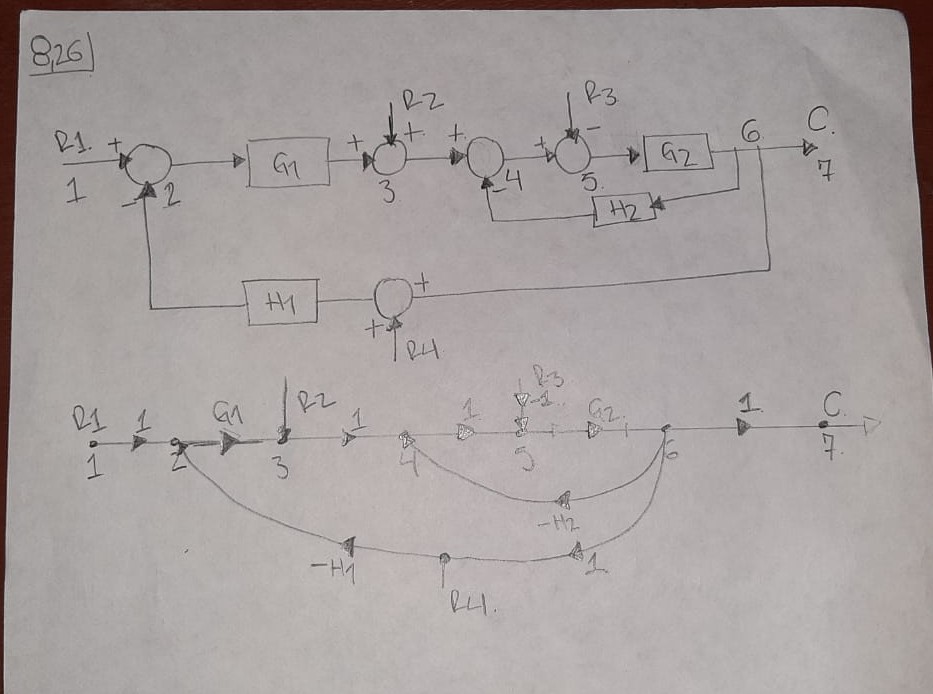 8,26
R2 R3
R1. + + + + + - 6 C.
G1 G2
1 - 2 3 - 4 5. 7
H2
H1 +
+
R4
R3
R1 1 G1 R2 1 1 -1 G2. 1. C.
1 2 3 4 5 6 7.
-H2
-H1 1
R4.